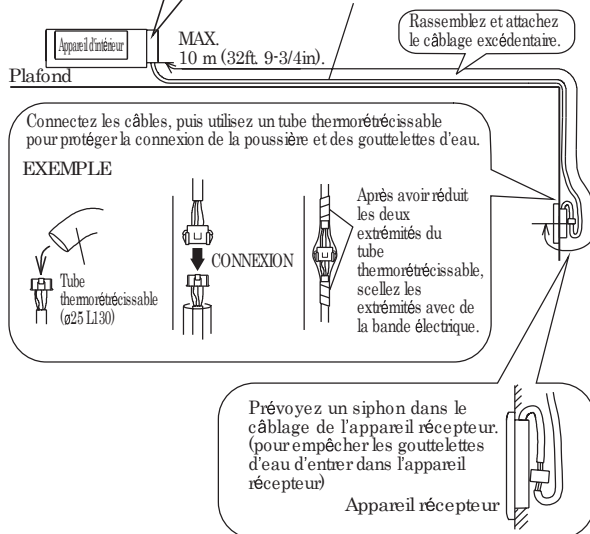 Appareil d'intérieur
MAX.
10 m (32ft. 9-3/4in).
Rassemblez et attachez
le câblage excédentaire.
Plafond
Connectez les câbles, puis utilisez un tube thermorétrécissable
pour protéger la connexion de la poussière et des gouttelettes d'eau.
EXEMPLE
Tube
thermorétrécissable
(ø25 L130)
CONNEXION
Après avoir réduit
les deux
extrémités du
tube
thermorétrécissable,
scellez les
extrémités avec de
la bande électrique.
Prévoyez un siphon dans le
câblage de l'appareil récepteur.
(pour empêcher les gouttelettes
d'eau d'entrer dans l'appareil
récepteur)
Appareil récepteur